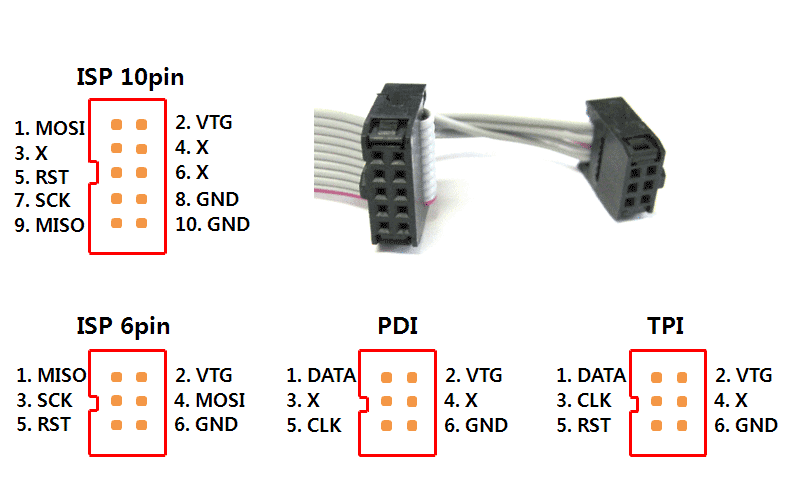 ISP 10pin
1. MOSI
2. VTG
3. X
4. X
5. RST
6. X
7. SCK
8. GND
9. MISO
10. GND
ISP 6pin
1. MISO
2. VTG
3. SCK
4. MOSI
5. RST
6. GND
PDI
1. DATA
2. VTG
3. X
4. X
5. CLK
6. GND
TPI
1. DATA
2. VTG
3. CLK
4. X
5. RST
6. GND